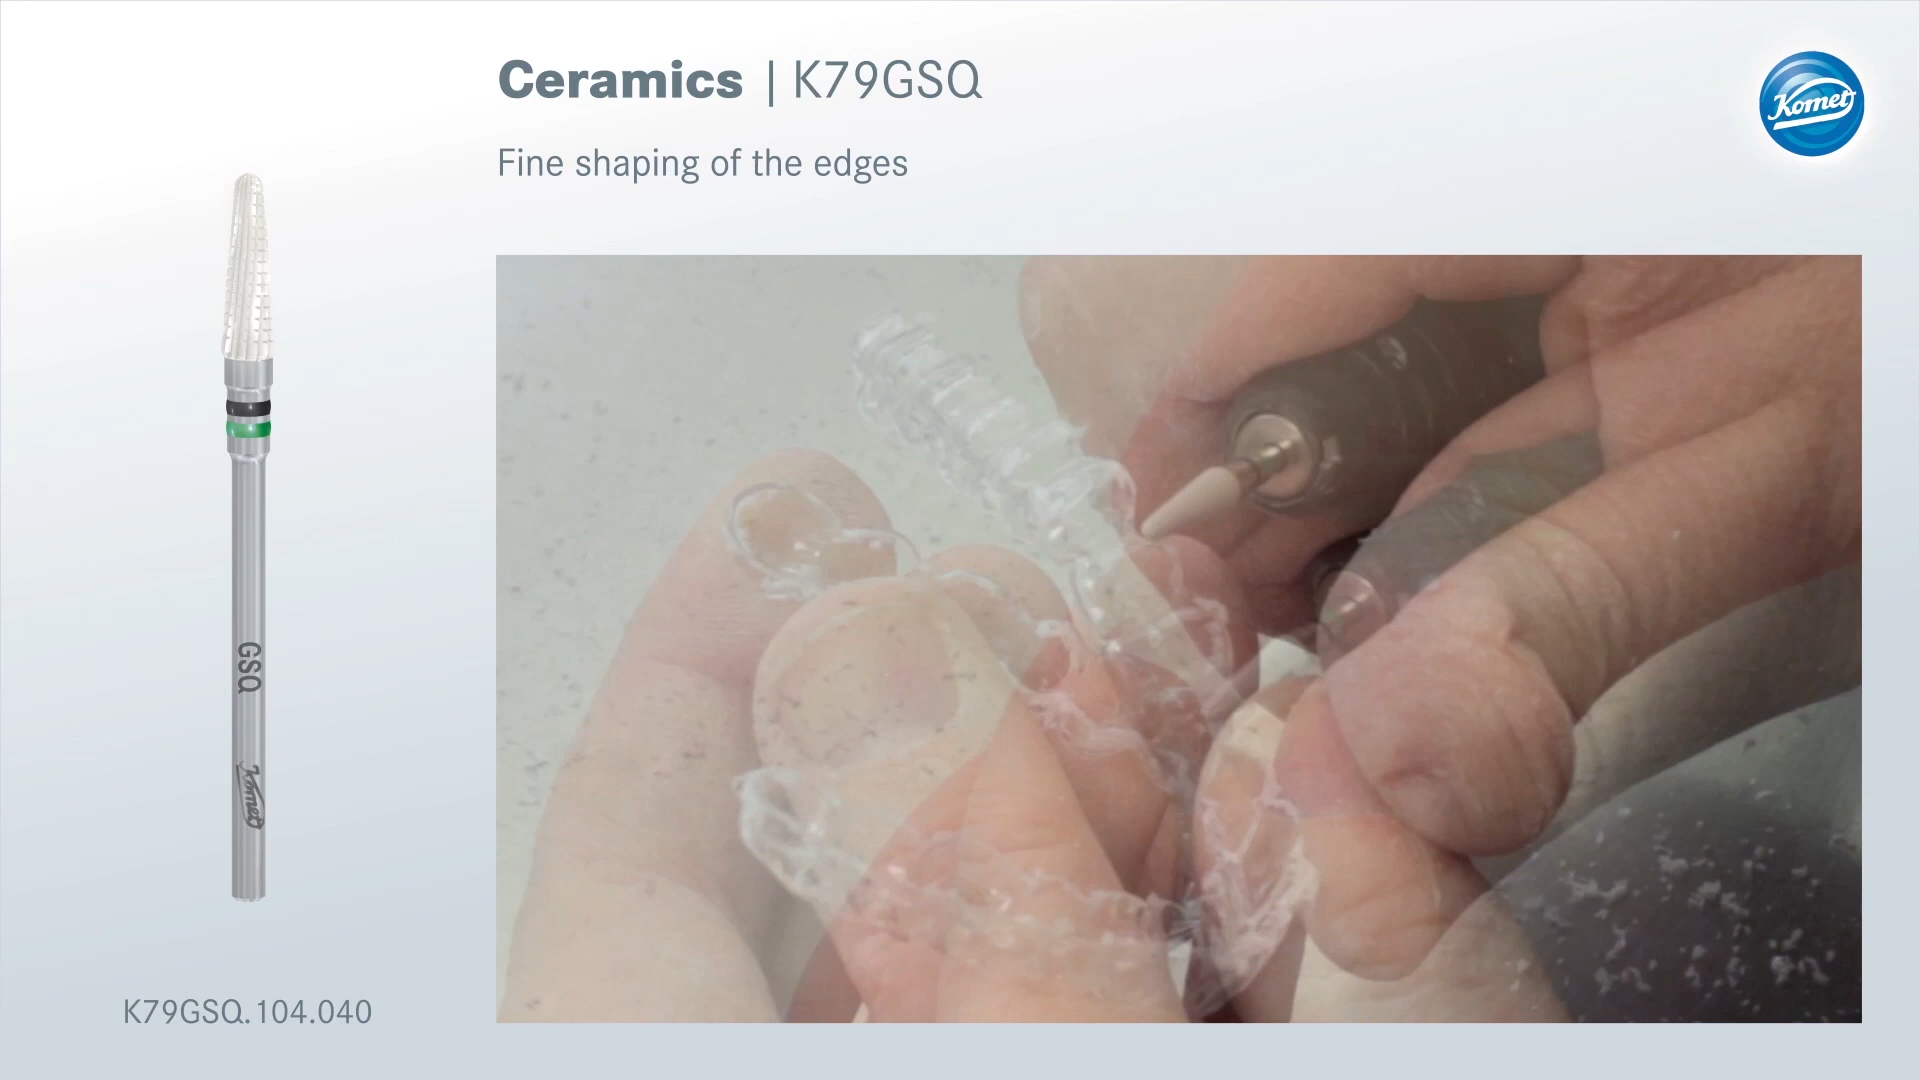 Ceramics | K79GSQ
Komet
Fine shaping of the edges
GSQ
Komet
K79GSQ.104.040